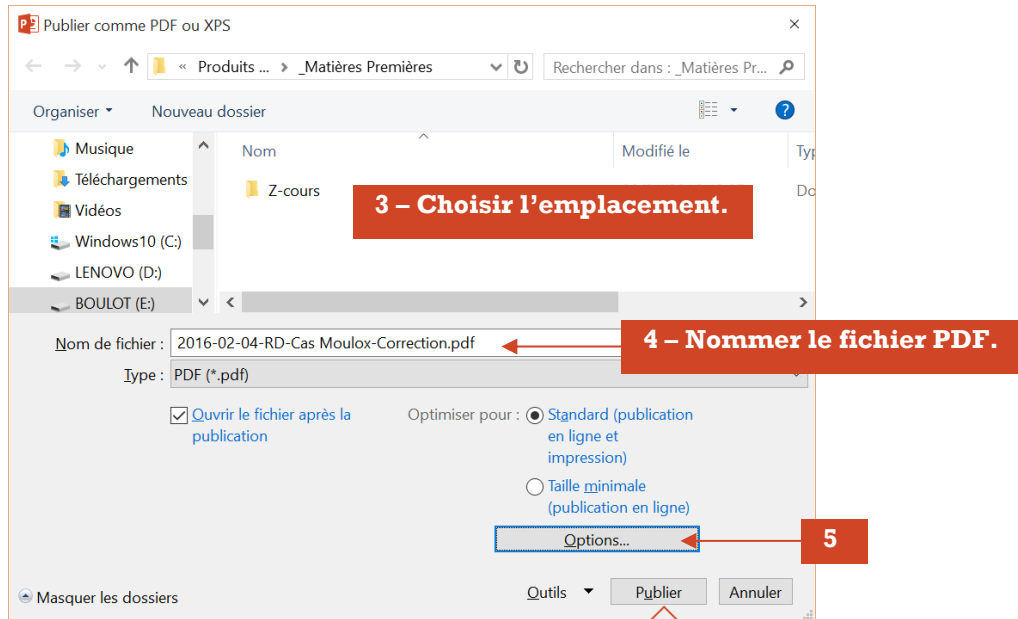 Publier comme PDF ou XPS
« Produits ... > _Matières Premières
Rechercher dans : _Matières Pr...
Organiser
Nouveau dossier
?
Musique
Téléchargements
Vidéos
Windows10 (C:)
LENOVO (D:)
BOULOT (E:)
Nom
Modifié le
Z-cours
3 – Choisir l’emplacement.
Nom de fichier : 2016-02-04-RD-Cas Moulox-Correction.pdf
4 – Nommer le fichier PDF.
Type : PDF (*.pdf)
Ouvrir le fichier après la
publication
Optimiser pour :
Standard (publication
en ligne et
impression)
Taille minimale
(publication en ligne)
Options...
5
Masquer les dossiers
Outils
Publier
Annuler